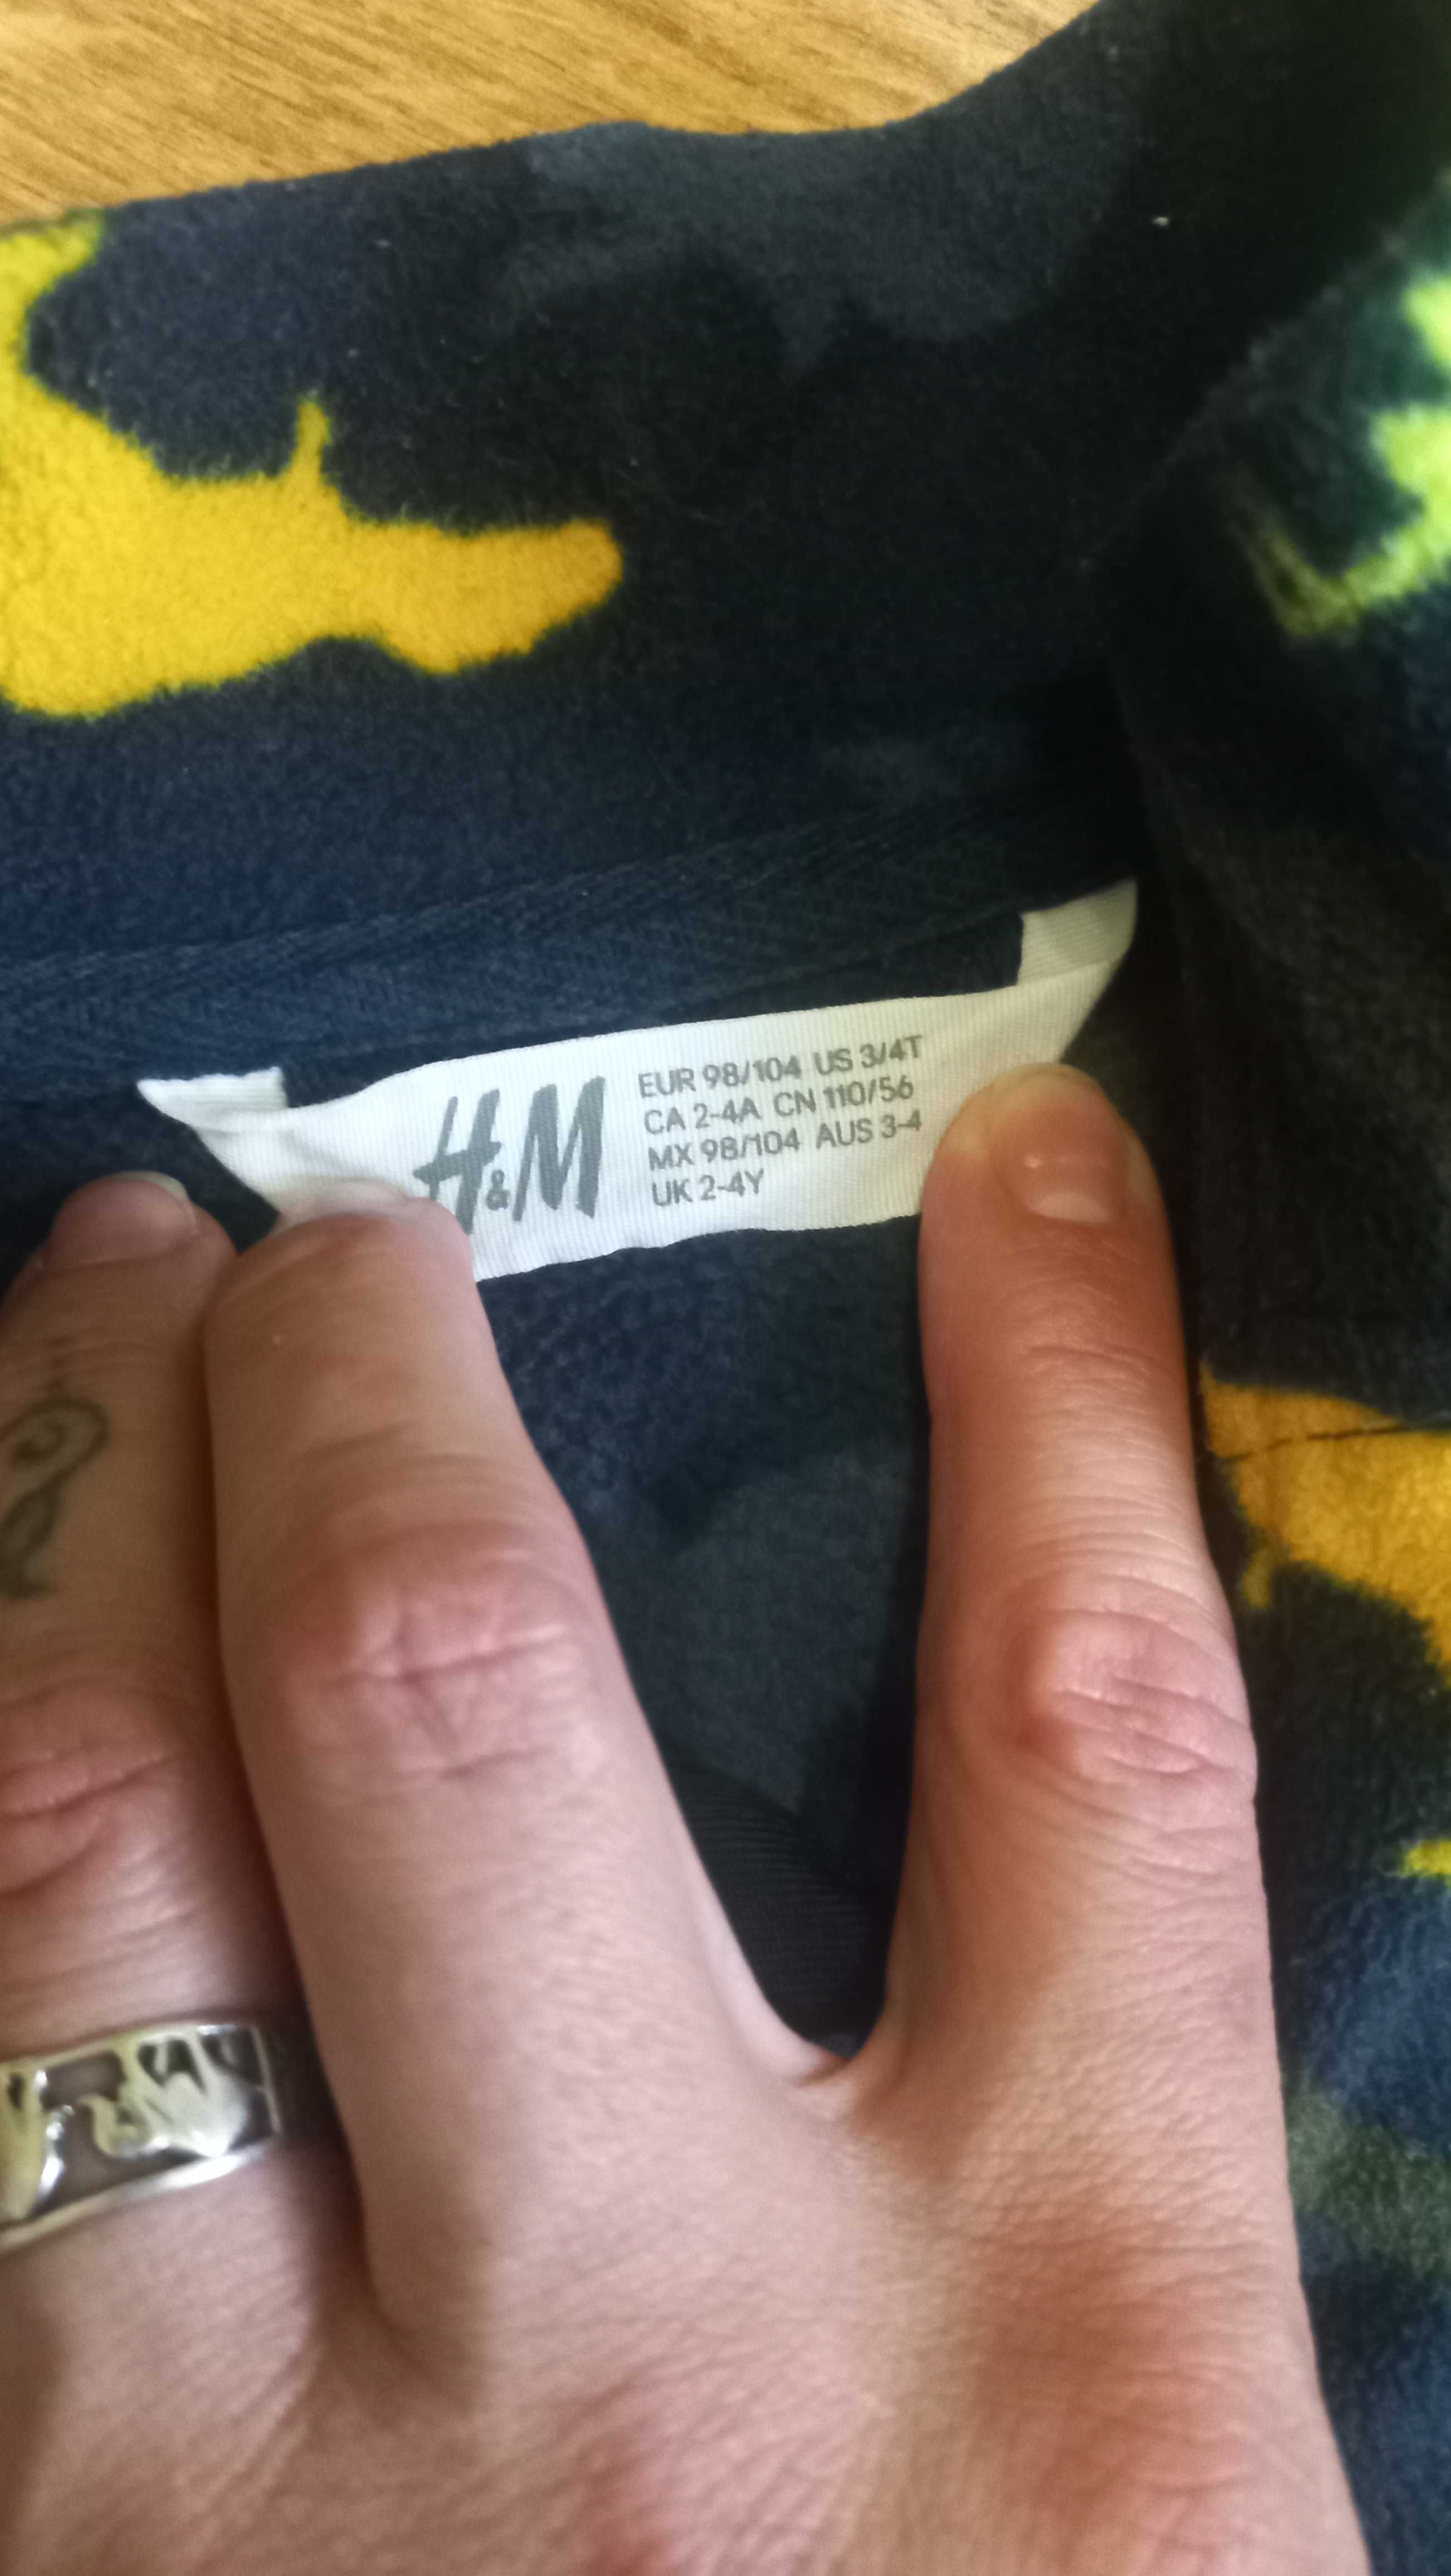 H&M
EUR 98/104 US 3/4T
CA 2-4A CN 110/56
MX 98/104 AUS 3-4
UK 2-4Y